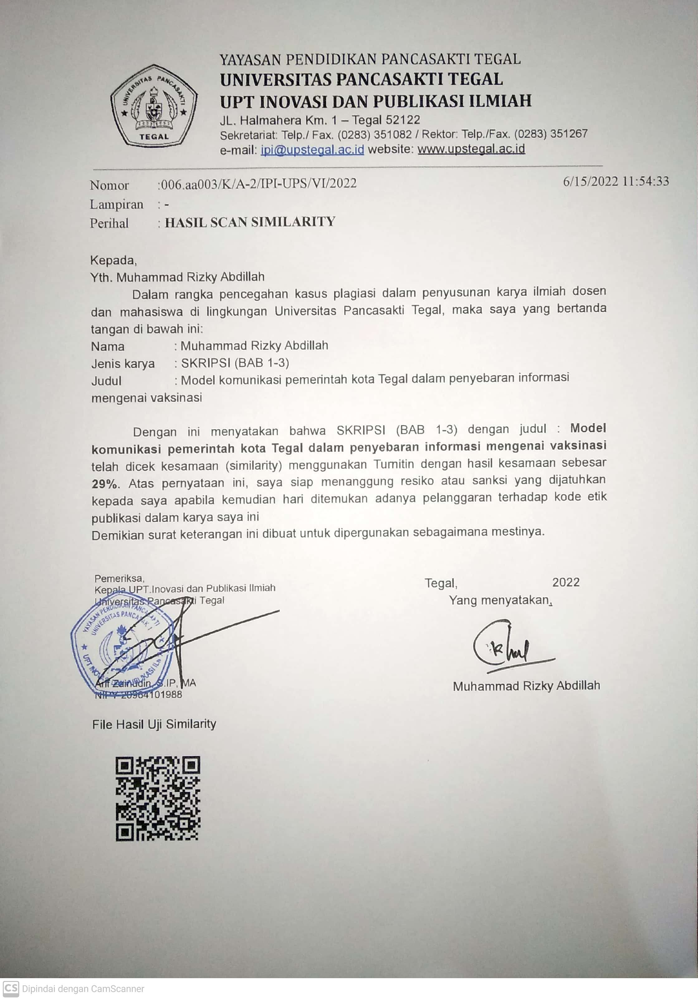 UNIVERSITAS PANCASAKTI
TEGAL
YAYASAN PENDIDIKAN PANCASAKTI TEGAL
UNIVERSITAS PANCASAKTI TEGAL
UPT INOVASI DAN PUBLIKASI ILMIAH
JL. Halmahera Km. 1 – Tegal 52122
Sekretariat: Telp./ Fax. (0283) 351082 / Rektor: Telp./Fax. (0283) 351267
e-mail: ipi@upstegal.ac.id website: www.upstegal.ac.id
Nomor :006.aa003/K/A-2/IPI-UPS/VI/2022 6/15/2022 11:54:33
Lampiran : -
Perihal : HASIL SCAN SIMILARITY
Kepada,
Yth. Muhammad Rizky Abdillah
Dalam rangka pencegahan kasus plagiasi dalam penyusunan karya ilmiah dosen
dan mahasiswa di lingkungan Universitas Pancasakti Tegal, maka saya yang bertanda
tangan di bawah ini:
Nama : Muhammad Rizky Abdillah
Jenis karya : SKRIPSI (BAB 1-3)
Judul : Model komunikasi pemerintah kota Tegal dalam penyebaran informasi
mengenai vaksinasi
Dengan ini menyatakan bahwa SKRIPSI (BAB 1-3) dengan judul : Model
komunikasi pemerintah kota Tegal dalam penyebaran informasi mengenai vaksinasi
telah dicek kesamaan (similarity) menggunakan Turnitin dengan hasil kesamaan sebesar
29%. Atas pernyataan ini, saya siap menanggung resiko atau sanksi yang dijatuhkan
kepada saya apabila kemudian hari ditemukan adanya pelanggaran terhadap kode etik
publikasi dalam karya saya ini
Demikian surat keterangan ini dibuat untuk dipergunakan sebagaimana mestinya.
Pemeriksa,
Kepala UPT.Inovasi dan Publikasi Ilmiah
Universitas Pancasakti Tegal
YAYASAN PENDIDIKAN PANCASAKTI
UNIVERSITAS PANCASAKTI
UPT INOVASI DAN PUBLIKASI
Arif Zainudin, S.IP, MA
NIPY 20964101988
Tegal, 2022
Yang menyatakan,
Muhammad Rizky Abdillah
File Hasil Uji Similarity
CS Dipindai dengan CamScanner